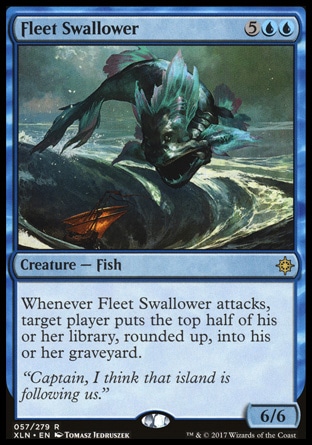 Fleet Swallower 5
Creature — Fish
Whenever Fleet Swallower attacks,
target player puts the top half of his
or her library, rounded up, into his
or her graveyard.
“Captain, I think that island is
following us.”
6/6
057/279 R
XLN • EN Tomasz Jedruszek ™ & © 2017 Wizards of the Coast